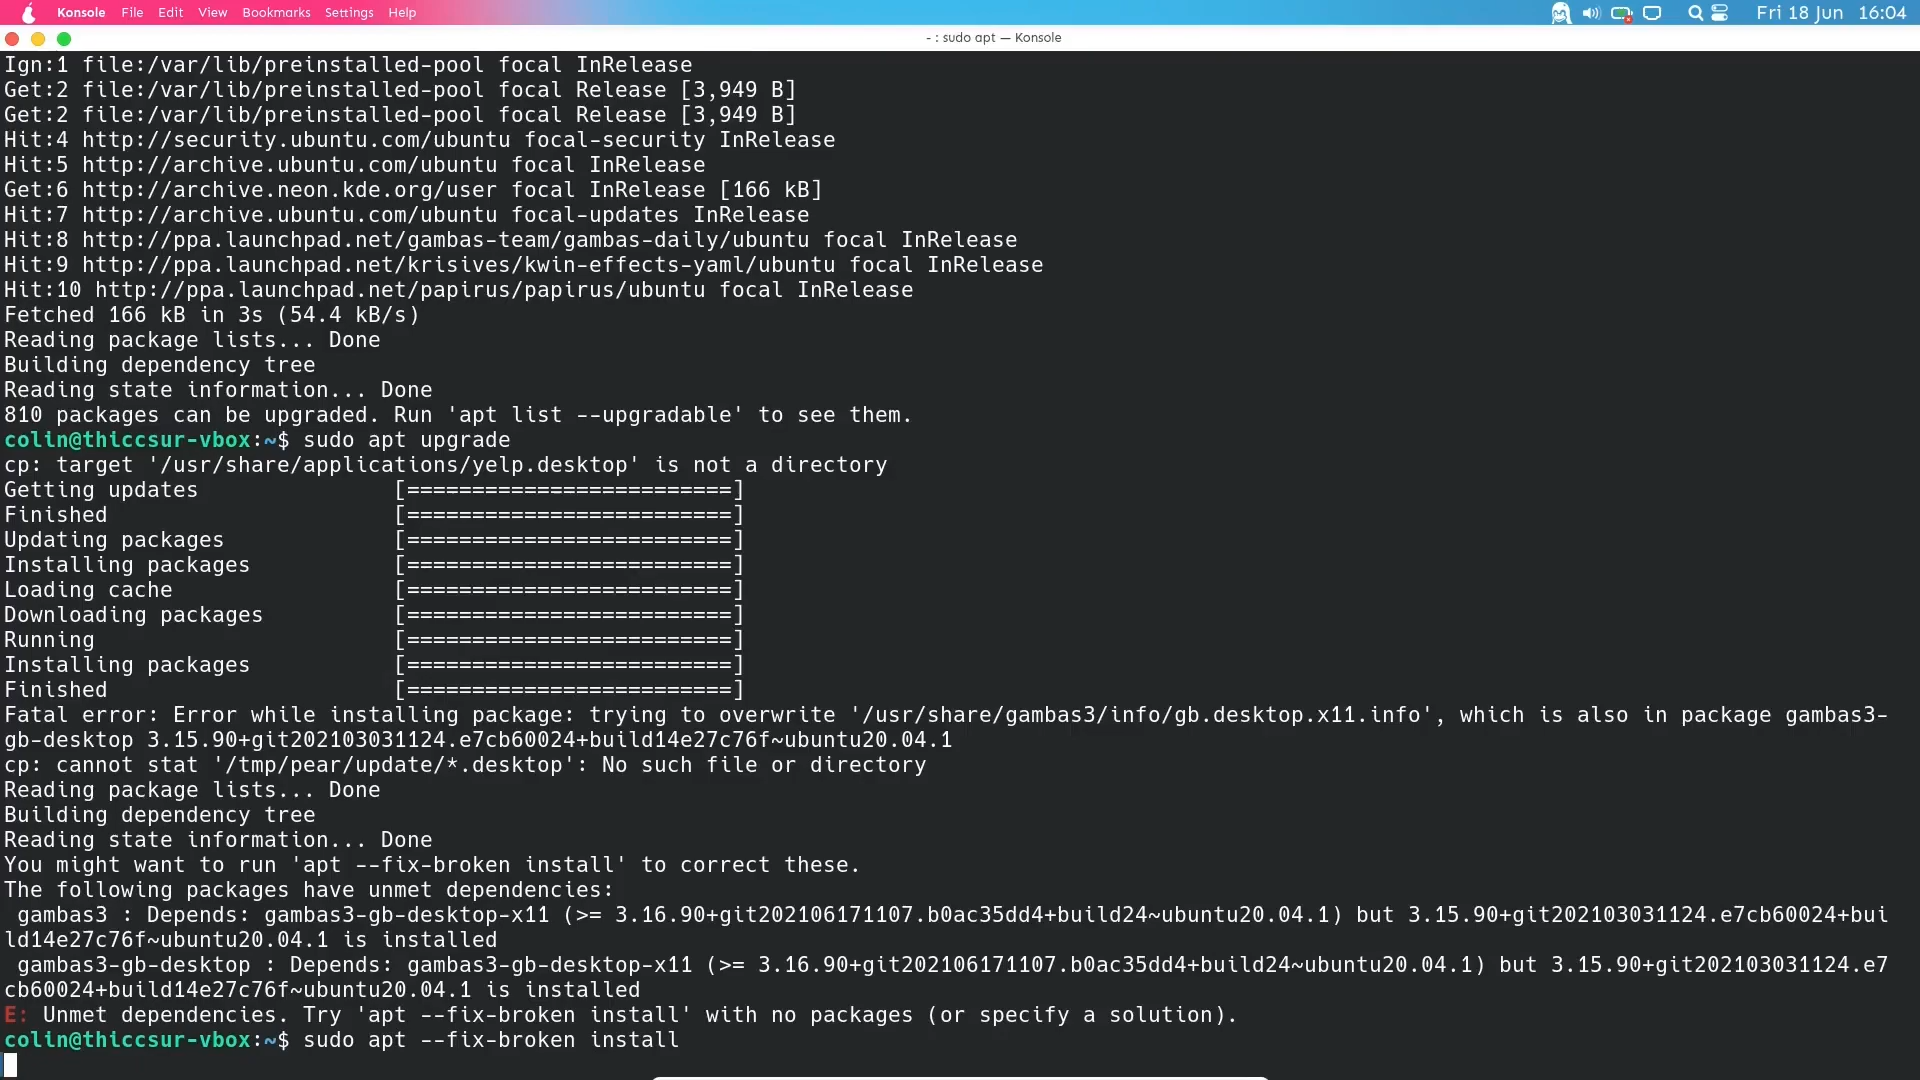 Konsole File Edit View Bookmarks Settings Help Fri 18 Jun 16:04
~ : sudo apt — Konsole
Ign:1 file:/var/lib/preinstalled-pool focal InRelease
Get:2 file:/var/lib/preinstalled-pool focal Release [3,949 B]
Get:2 file:/var/lib/preinstalled-pool focal Release [3,949 B]
Hit:4 http://security.ubuntu.com/ubuntu focal-security InRelease
Hit:5 http://archive.ubuntu.com/ubuntu focal InRelease
Get:6 http://archive.neon.kde.org/user focal InRelease [166 kB]
Hit:7 http://archive.ubuntu.com/ubuntu focal-updates InRelease
Hit:8 http://ppa.launchpad.net/gambas-team/gambas-daily/ubuntu focal InRelease
Hit:9 http://ppa.launchpad.net/krisives/kwin-effects-yaml/ubuntu focal InRelease
Hit:10 http://ppa.launchpad.net/papirus/papirus/ubuntu focal InRelease
Fetched 166 kB in 3s (54.4 kB/s)
Reading package lists... Done
Building dependency tree
Reading state information... Done
810 packages can be upgraded. Run 'apt list --upgradable' to see them.
colin@thiccsur-vbox:~$ sudo apt upgrade
cp: target '/usr/share/applications/yelp.desktop' is not a directory
Getting updates [=========================]
Finished [=========================]
Updating packages [=========================]
Installing packages [=========================]
Loading cache [=========================]
Downloading packages [=========================]
Running [=========================]
Installing packages [=========================]
Finished [=========================]
Fatal error: Error while installing package: trying to overwrite '/usr/share/gambas3/info/gb.desktop.x11.info', which is also in package gambas3-
gb-desktop 3.15.90+git202103031124.e7cb60024+build14e27c76f~ubuntu20.04.1
cp: cannot stat '/tmp/pear/update/*.desktop': No such file or directory
Reading package lists... Done
Building dependency tree
Reading state information... Done
You might want to run 'apt --fix-broken install' to correct these.
The following packages have unmet dependencies:
gambas3 : Depends: gambas3-gb-desktop-x11 (>= 3.16.90+git202106171107.b0ac35dd4+build24~ubuntu20.04.1) but 3.15.90+git202103031124.e7cb60024+bui
ld14e27c76f~ubuntu20.04.1 is installed
gambas3-gb-desktop : Depends: gambas3-gb-desktop-x11 (>= 3.16.90+git202106171107.b0ac35dd4+build24~ubuntu20.04.1) but 3.15.90+git202103031124.e7
cb60024+build14e27c76f~ubuntu20.04.1 is installed
E: Unmet dependencies. Try 'apt --fix-broken install' with no packages (or specify a solution).
colin@thiccsur-vbox:~$ sudo apt --fix-broken install